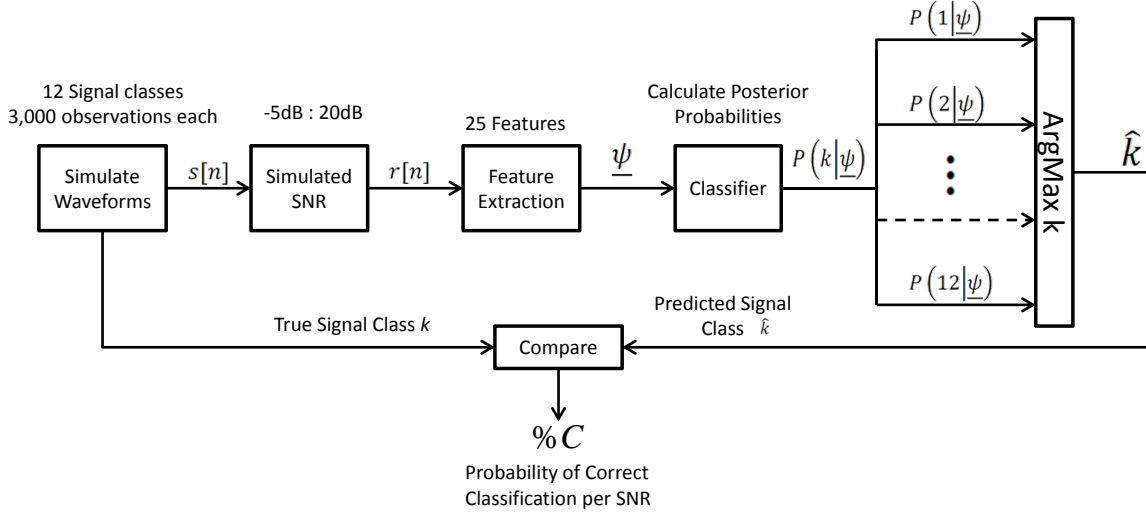 12 Signal classes
3,000 observations each
-5dB : 20dB
25 Features
Calculate Posterior
Probabilities
Simulate
Waveforms
s[n]
Simulated
SNR
r[n]
Feature
Extraction
ψ
Classifier
P(k|ψ)
P(1|ψ)
P(2|ψ)
⋮
P(12|ψ)
ArgMax k
k̂
True Signal Class k
Compare
Predicted Signal
Class k̂
%C
Probability of Correct
Classification per SNR